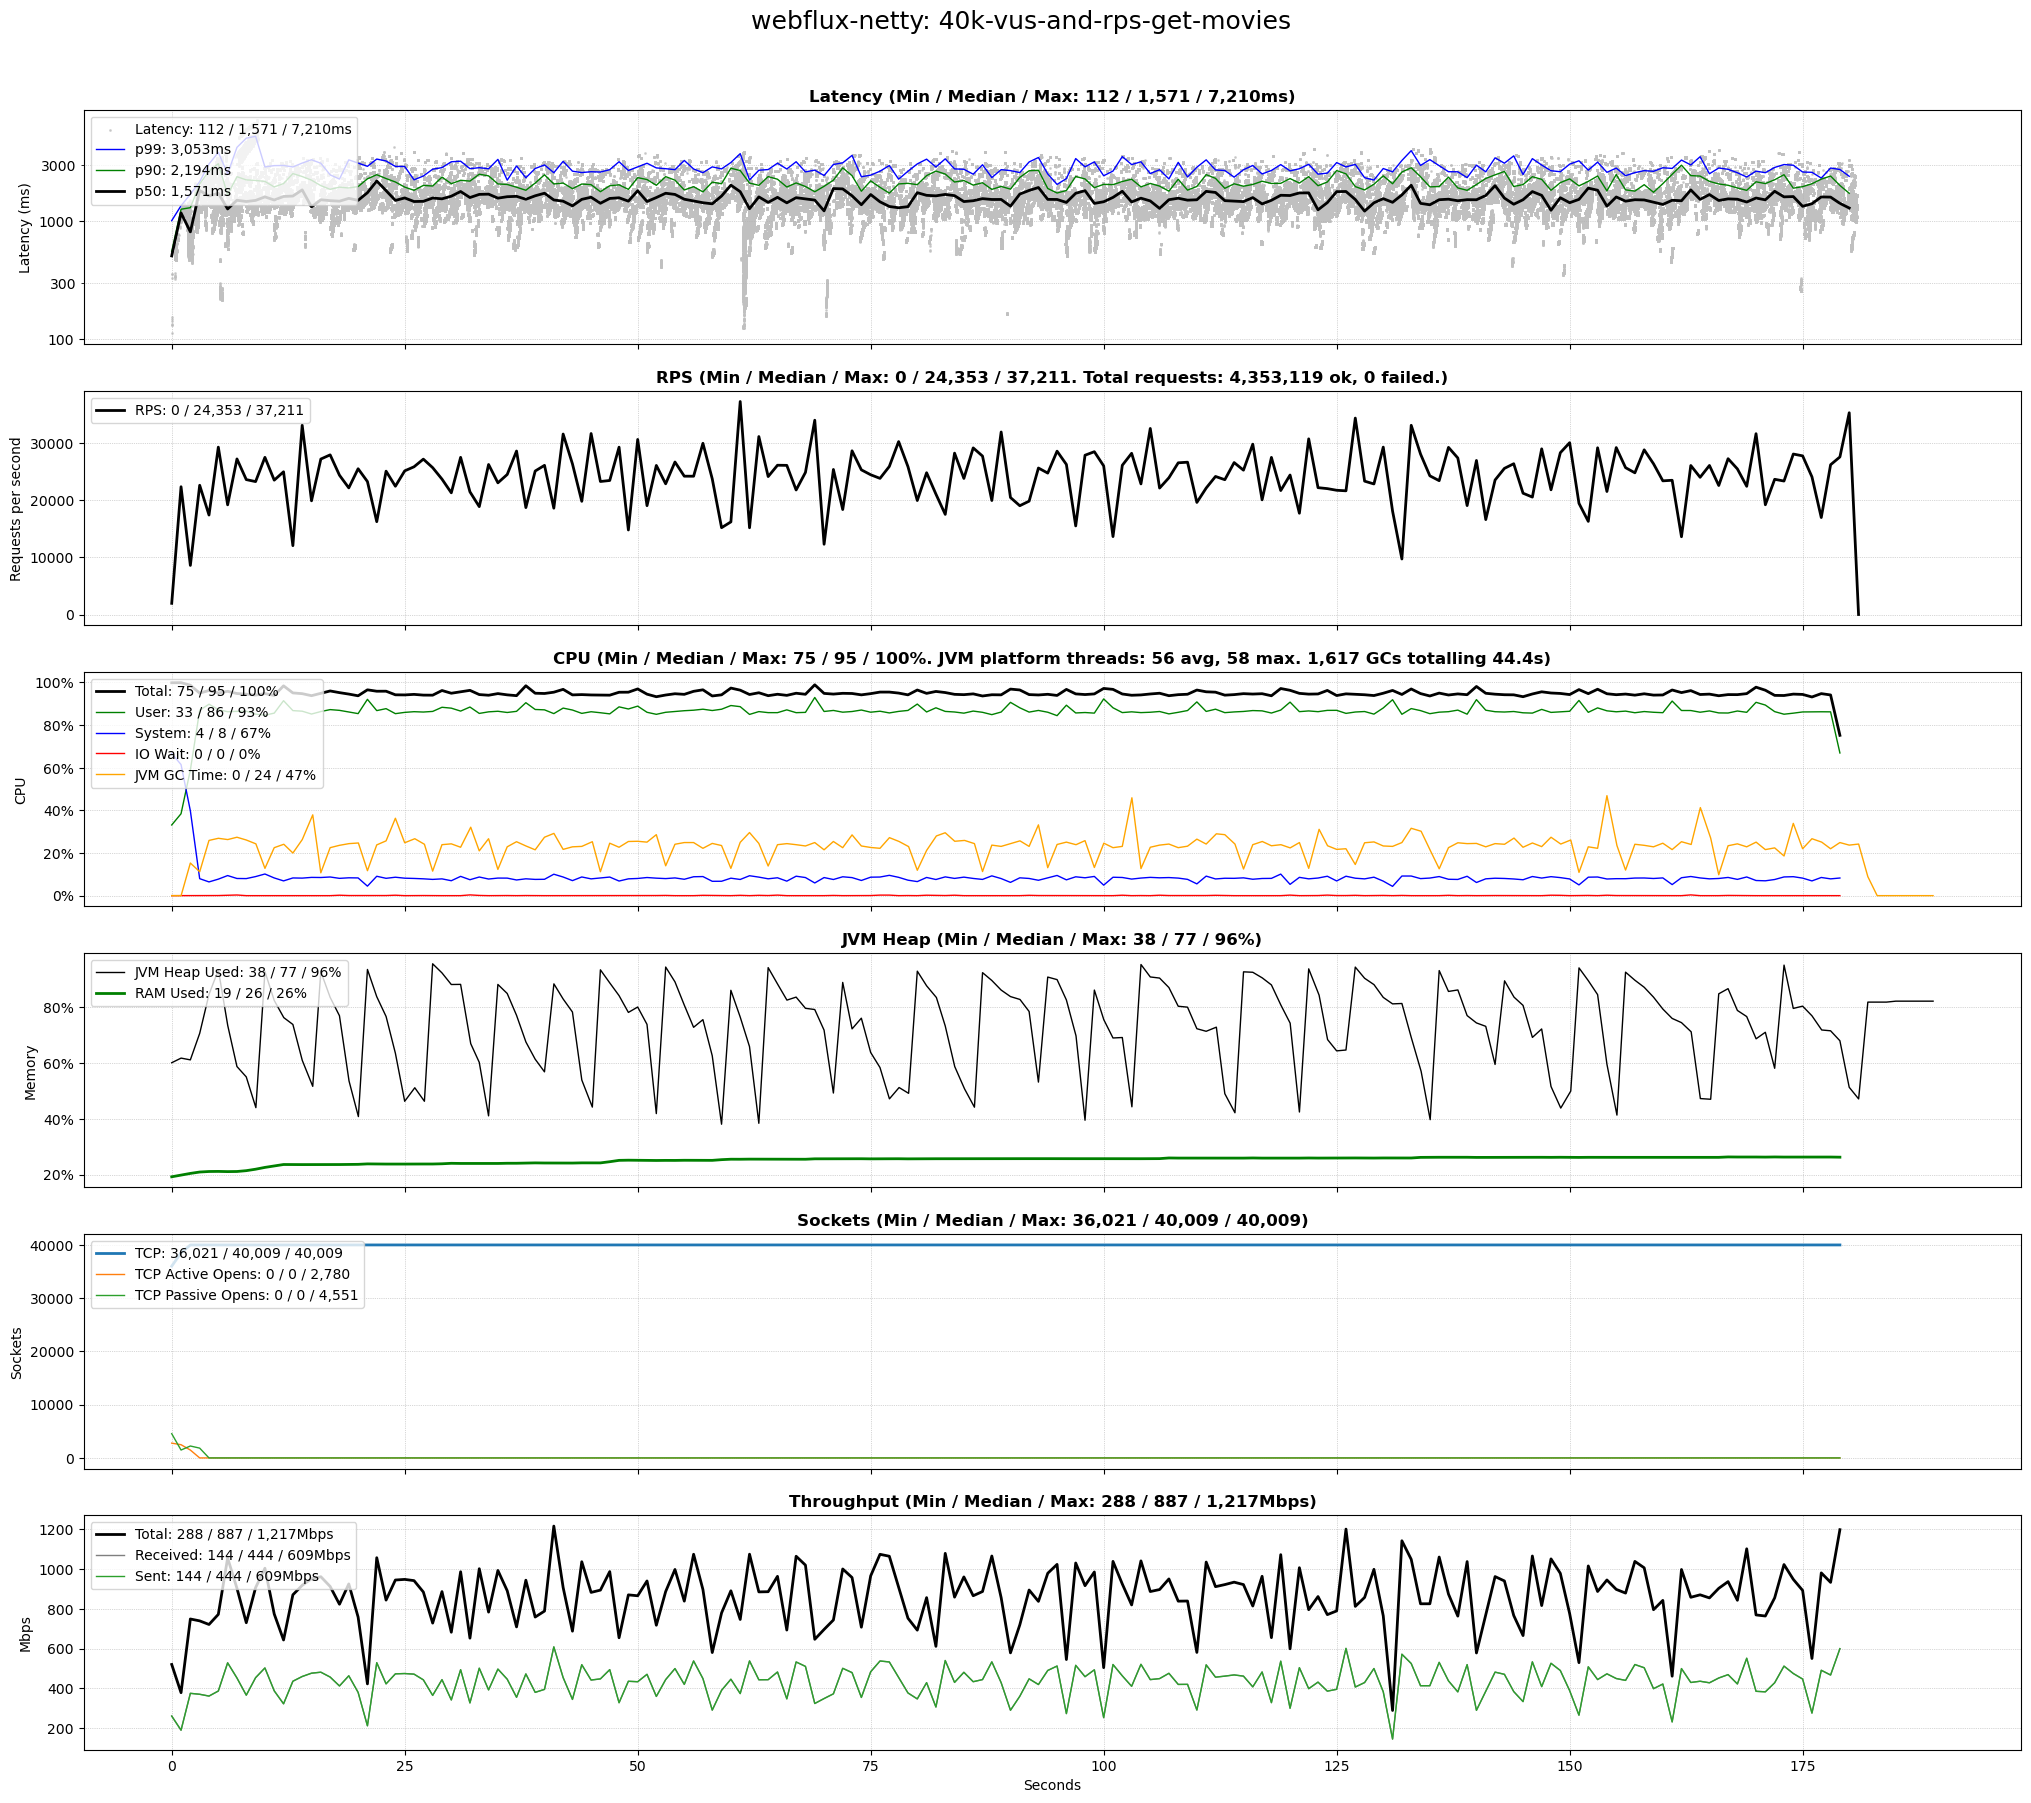 webflux-netty: 40k-vus-and-rps-get-movies
Latency (Min / Median / Max: 112 / 1,571 / 7,210ms)
Latency: 112 / 1,571 / 7,210ms
p99: 3,053ms
p90: 2,194ms
p50: 1,571ms
Latency (ms)
3000
1000
300
100
RPS (Min / Median / Max: 0 / 24,353 / 37,211. Total requests: 4,353,119 ok, 0 failed.)
RPS: 0 / 24,353 / 37,211
Requests per second
30000
20000
10000
0
CPU (Min / Median / Max: 75 / 95 / 100%. JVM platform threads: 56 avg, 58 max. 1,617 GCs totalling 44.4s)
Total: 75 / 95 / 100%
User: 33 / 86 / 93%
System: 4 / 8 / 67%
IO Wait: 0 / 0 / 0%
JVM GC Time: 0 / 24 / 47%
CPU
100%
80%
60%
40%
20%
0%
JVM Heap (Min / Median / Max: 38 / 77 / 96%)
JVM Heap Used: 38 / 77 / 96%
RAM Used: 19 / 26 / 26%
Memory
80%
60%
40%
20%
Sockets (Min / Median / Max: 36,021 / 40,009 / 40,009)
TCP: 36,021 / 40,009 / 40,009
TCP Active Opens: 0 / 0 / 2,780
TCP Passive Opens: 0 / 0 / 4,551
Sockets
40000
30000
20000
10000
0
Throughput (Min / Median / Max: 288 / 887 / 1,217Mbps)
Total: 288 / 887 / 1,217Mbps
Received: 144 / 444 / 609Mbps
Sent: 144 / 444 / 609Mbps
Mbps
1200
1000
800
600
400
200
0 25 50 75 100 125 150 175
Seconds